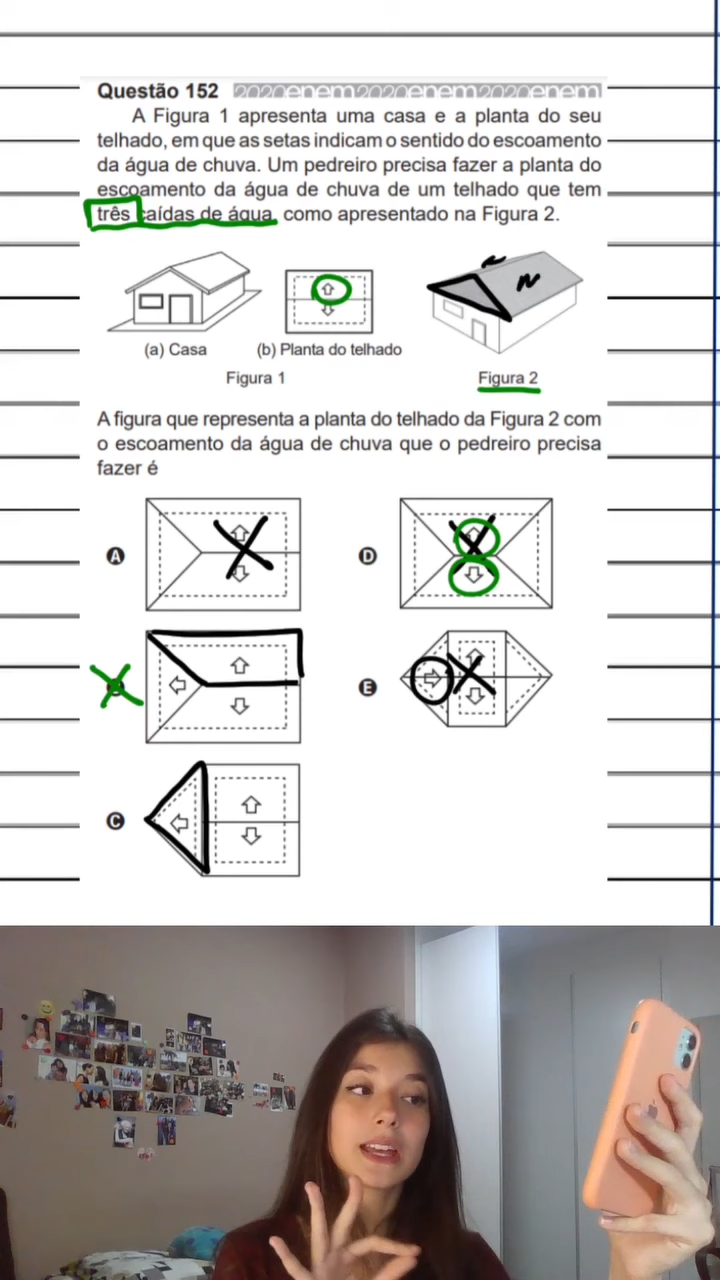 Questão 152 2020enem2020enem2020enem
A Figura 1 apresenta uma casa e a planta do seu
telhado, em que as setas indicam o sentido do escoamento
da água de chuva. Um pedreiro precisa fazer a planta do
escoamento da água de chuva de um telhado que tem
três caídas de água, como apresentado na Figura 2.
(a) Casa
(b) Planta do telhado
Figura 1
Figura 2
A figura que representa a planta do telhado da Figura 2 com
o escoamento da água de chuva que o pedreiro precisa
fazer é
A
D
E
C